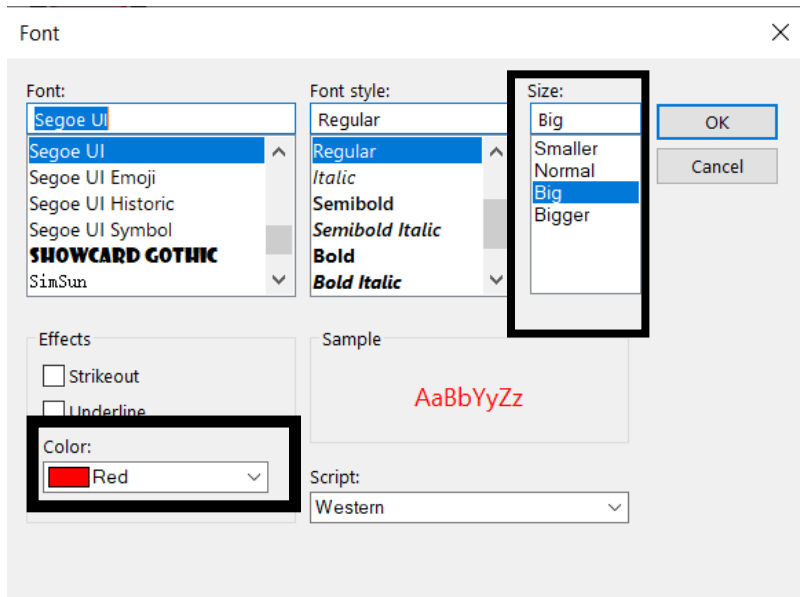 Font
Font:
Segoe UI
Segoe UI
Segoe UI Emoji
Segoe UI Historic
Segoe UI Symbol
SHOWCARD GOTHIC
SimSun
Font style:
Regular
Regular
Italic
Semibold
Semibold Italic
Bold
Bold Italic
Size:
Big
Smaller
Normal
Big
Bigger
OK
Cancel
Effects
Strikeout
Underline
Color:
Red
Sample
AaBbYyZz
Script:
Western